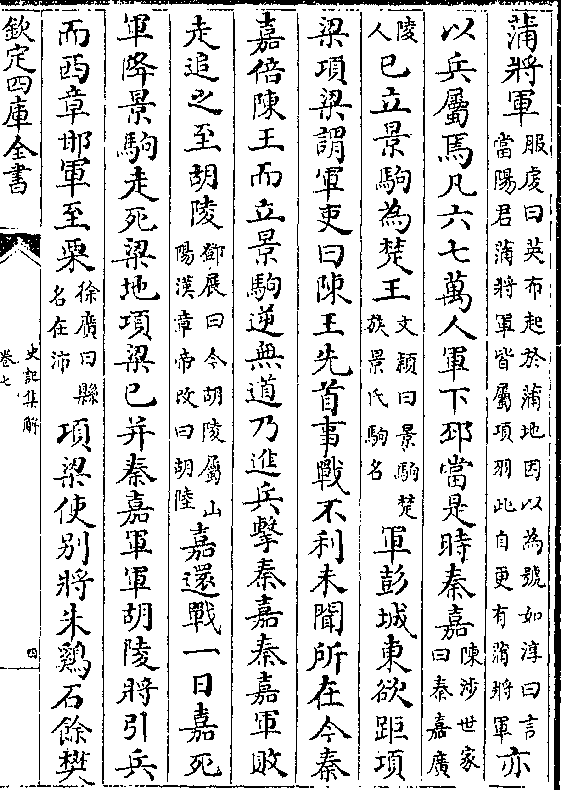 蒲將軍服䖍曰英布起於蒲地因以為號如淳曰言當陽君蒲將軍皆屬項羽此自更有蒲將軍亦
以兵屬焉凡六七萬人軍下邳當是時秦嘉陳涉世家曰秦嘉廣
陵人已立景駒為楚王文頴曰景駒楚族景氏駒名軍彭城東欲距項
梁項梁謂軍吏曰陳王先首事戰不利未聞所在今秦
嘉倍陳王而立景駒逆無道乃進兵擊秦嘉秦嘉軍敗
走追之至胡陵鄧展曰今胡陵屬山陽漢章帝改曰胡陸嘉還戰一日嘉死
軍降景駒走死梁地項梁已并秦嘉軍軍胡陵將引兵
而西章邯軍至栗徐廣曰縣名在沛項梁使别將朱鷄石餘樊
欽定四庫全書
史記集解
卷七
四